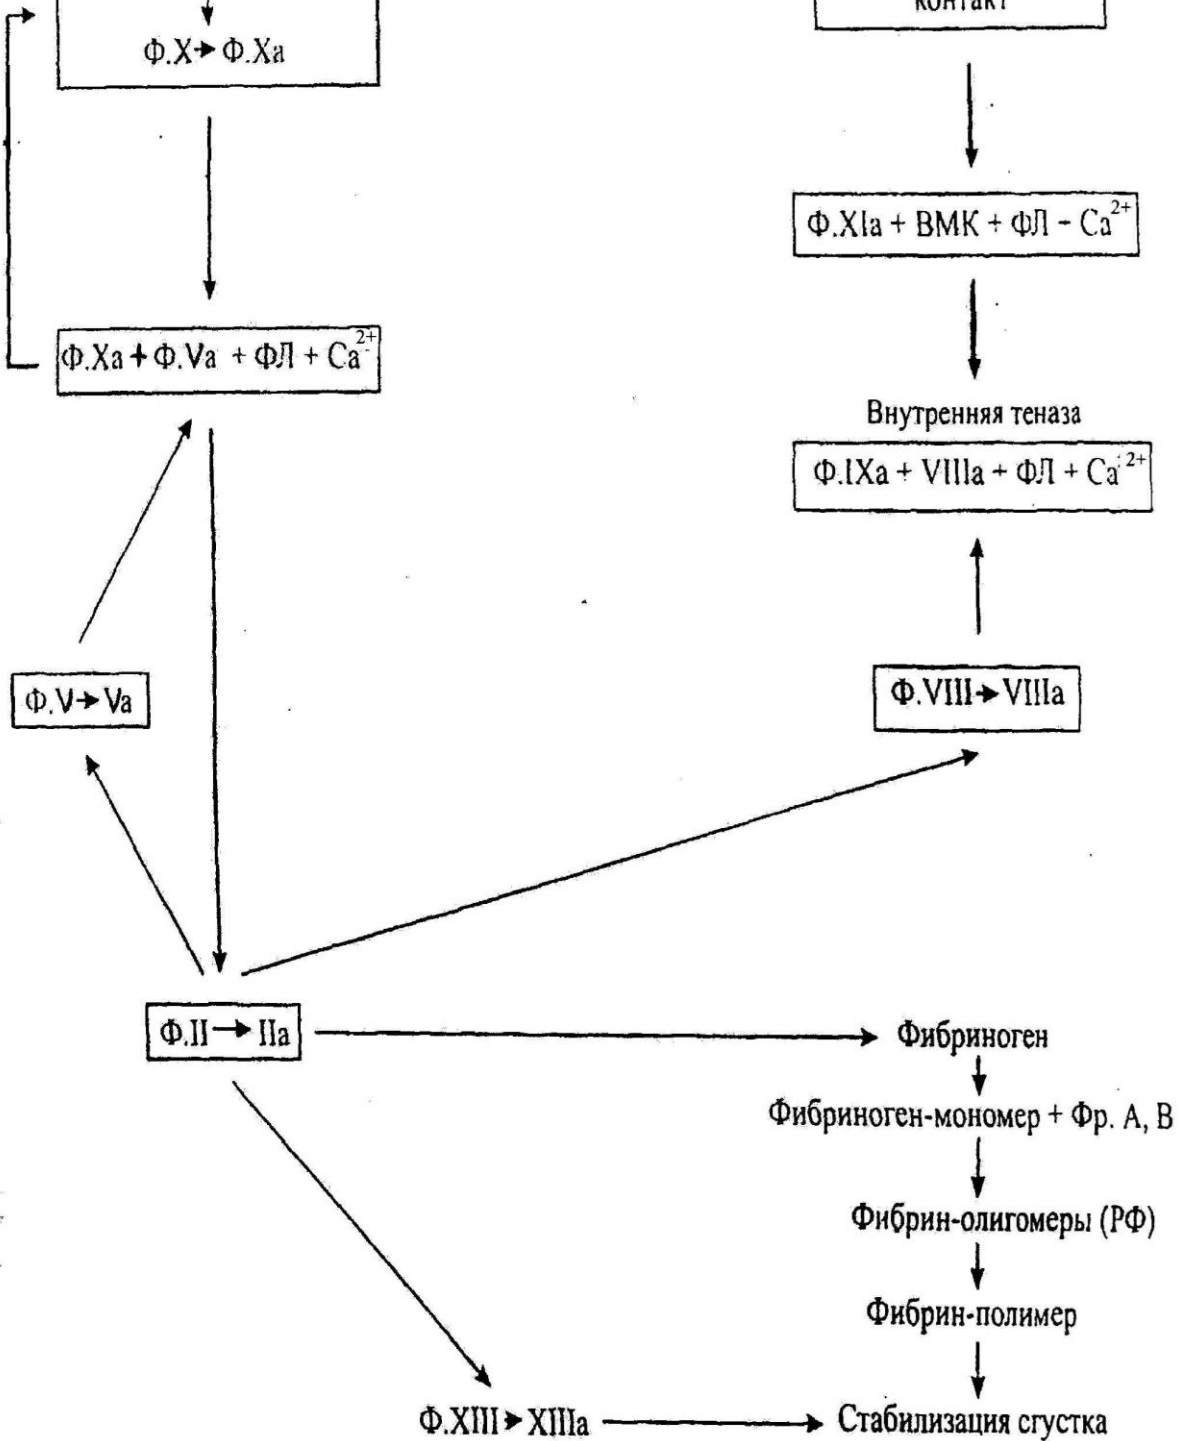 контакт
Ф.X→ Ф.Xa
Ф.XIa + ВМК + ФЛ - Ca2+
Ф.Xa + Ф.Va + ФЛ + Ca2+
Внутренняя теназа
Ф.IXa + VIIIa + ФЛ + Ca2+
Ф.V→ Va
Ф.VIII→ VIIIa
Ф.II → IIa
Фибриноген
Фибриноген-мономер + Фр. А, В
Фибрин-олигомеры (РФ)
Фибрин-полимер
Ф.XIII→ XIIIa
Стабилизация сгустка